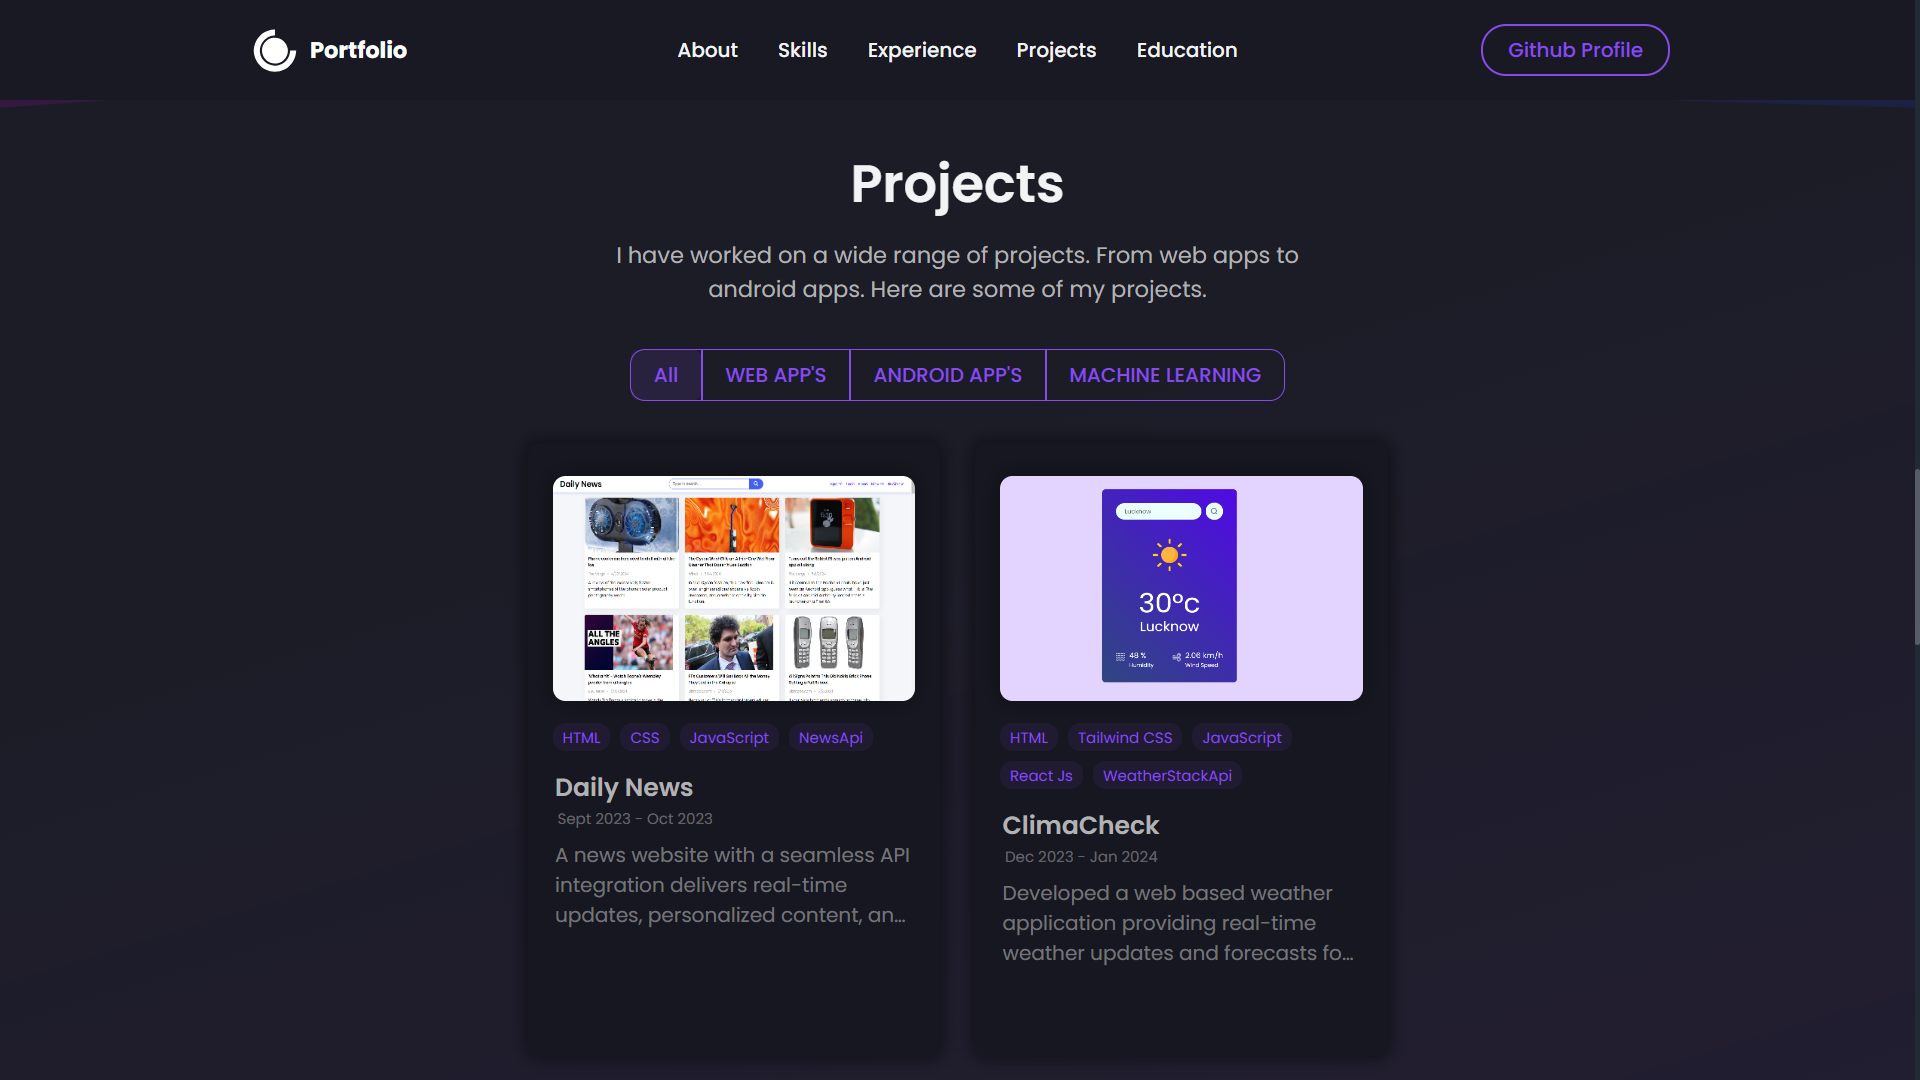 Portfolio
About
Skills
Experience
Projects
Education
Github Profile
Projects
I have worked on a wide range of projects. From web apps to
android apps. Here are some of my projects.
All
WEB APP'S
ANDROID APP'S
MACHINE LEARNING
Daily News
ALL THE
ANGLES
HTML
CSS
JavaScript
NewsApi
Daily News
Sept 2023 - Oct 2023
A news website with a seamless API
integration delivers real-time
updates, personalized content, an...
Lucknow
30°c
Lucknow
48 %
Humidity
2.06 km/h
Wind Speed
HTML
Tailwind CSS
JavaScript
React Js
WeatherStackApi
ClimaCheck
Dec 2023 - Jan 2024
Developed a web based weather
application providing real-time
weather updates and forecasts fo...